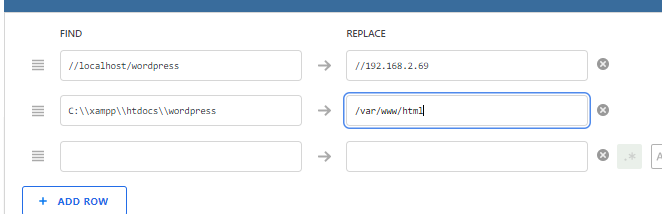 FIND REPLACE
//localhost/wordpress //192.168.2.69
C:\\xampp\\htdocs\\wordpress /var/www/html
.* A
+ ADD ROW